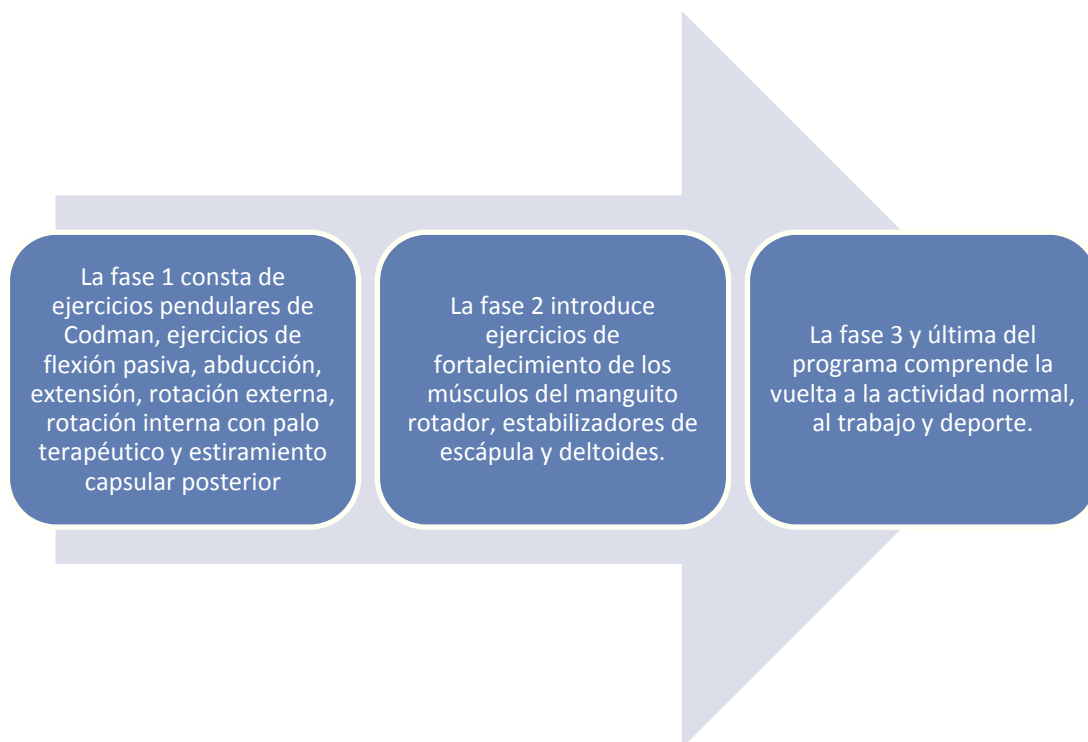 La fase 1 consta de
ejercicios pendulares de
Codman, ejercicios de
flexión pasiva, abducción,
extensión, rotación externa,
rotación interna con palo
terapéutico y estiramiento
capsular posterior
La fase 2 introduce
ejercicios de
fortalecimiento de los
músculos del manguito
rotador, estabilizadores de
escápula y deltoides.
La fase 3 y última del
programa comprende la
vuelta a la actividad normal,
al trabajo y deporte.